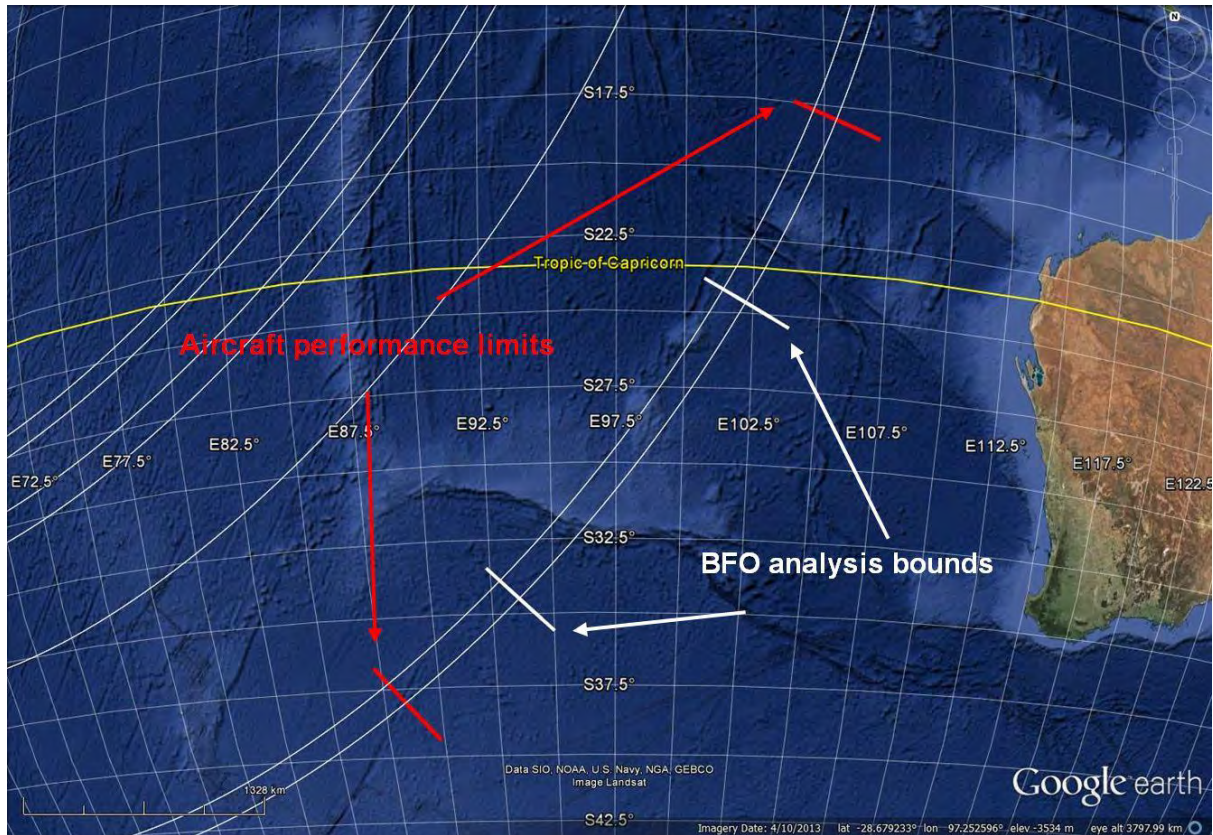 N
S17.5°
S22.5°
Tropic of Capricorn
Aircraft performance limits
S27.5°
E72.5°
E77.5°
E82.5°
E87.5°
E92.5°
E97.5°
E102.5°
E107.5°
E112.5°
E117.5°
E122.5
S32.5°
BFO analysis bounds
S37.5°
Data SIO, NOAA, U.S. Navy, NGA, GEBCO
Image Landsat
Google earth
1328 km
S42.5°
Imagery Date: 4/10/2013 lat -28.679233° lon 97.252596° elev -3534 m eye alt 3797.99 km